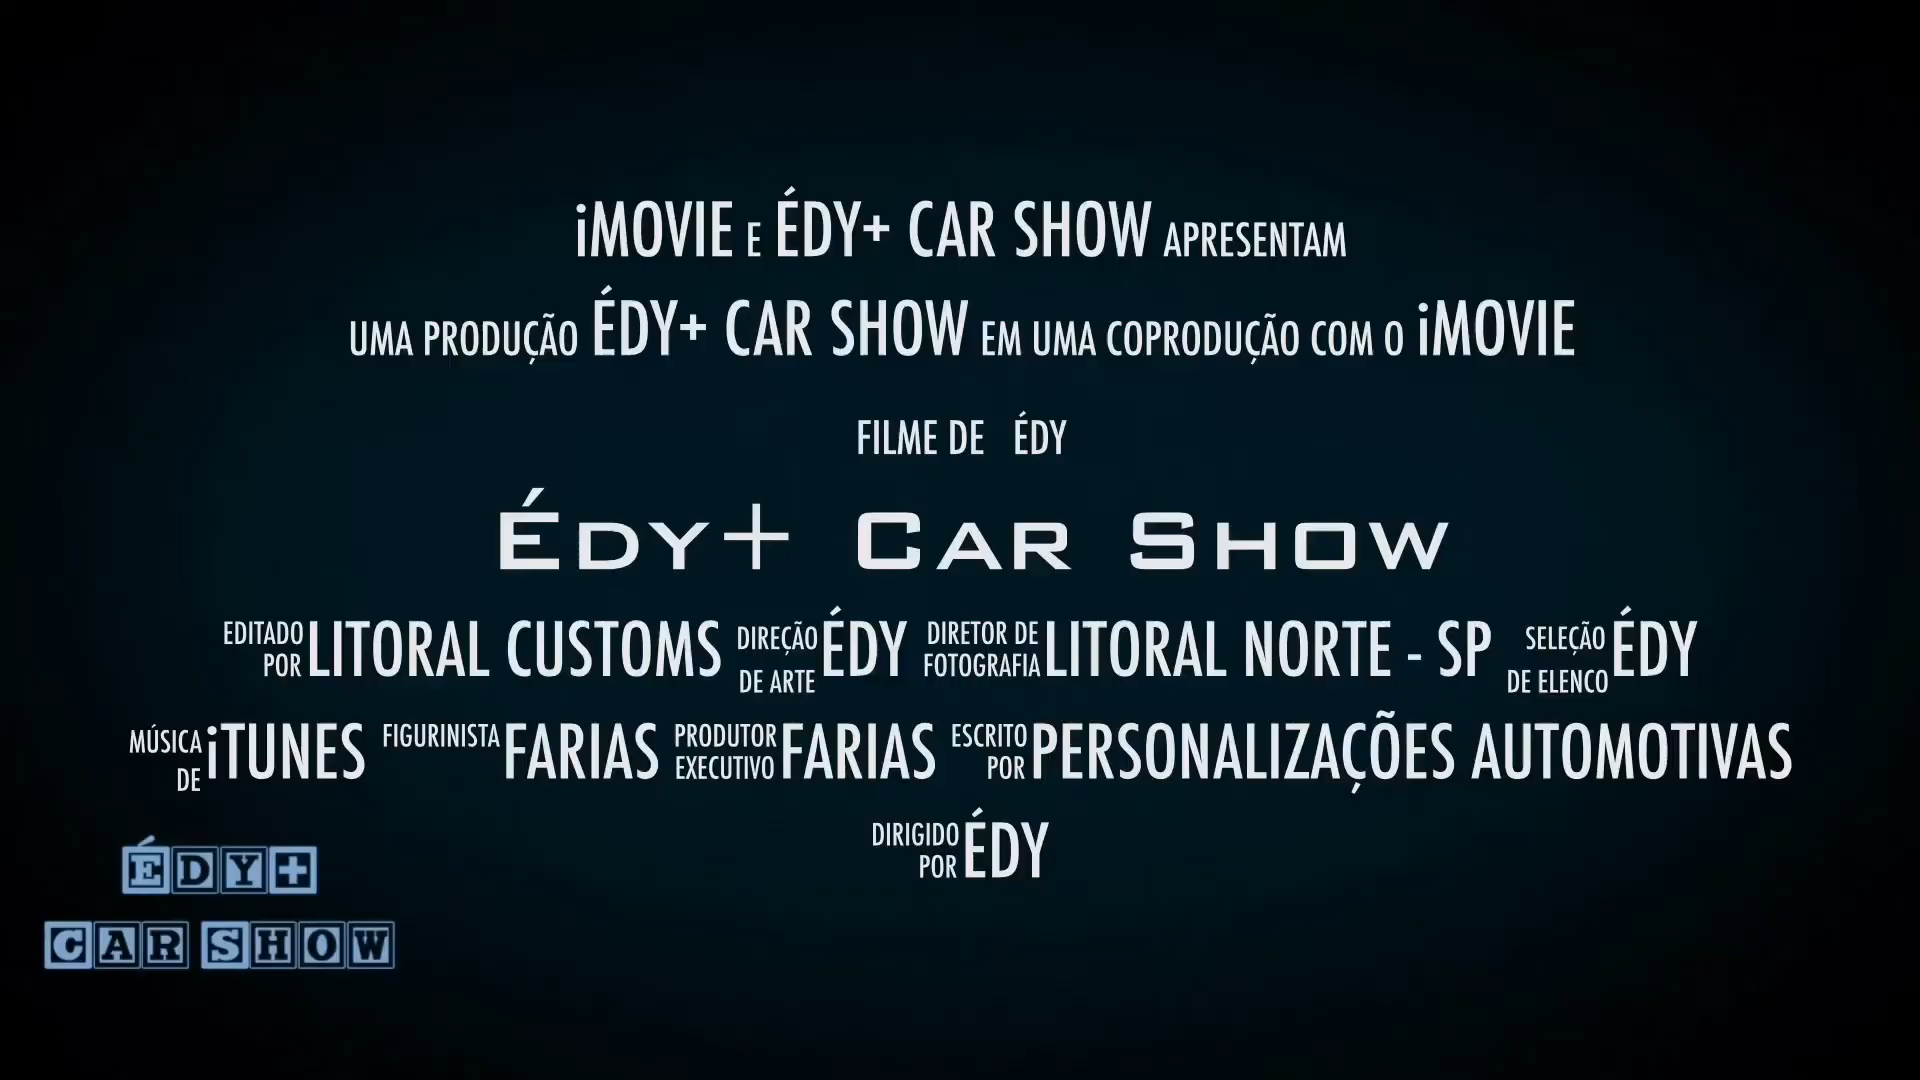 iMOVIE E ÉDY+ CAR SHOW APRESENTAM
UMA PRODUÇÃO ÉDY+ CAR SHOW EM UMA COPRODUÇÃO COM O iMOVIE
FILME DE ÉDY
ÉDY+ CAR SHOW
EDITADO POR LITORAL CUSTOMS DIREÇÃO DE ARTE ÉDY DIRETOR DE FOTOGRAFIA LITORAL NORTE - SP SELEÇÃO DE ELENCO ÉDY
MÚSICA DE iTUNES FIGURINISTA FARIAS PRODUTOR EXECUTIVO FARIAS ESCRITO POR PERSONALIZAÇÕES AUTOMOTIVAS
DIRIGIDO POR ÉDY
ÉDY+
CAR SHOW